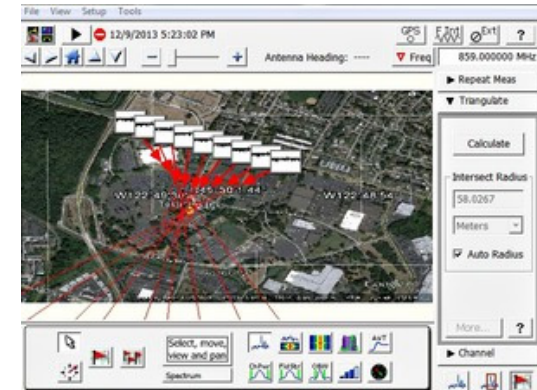 File View Setup Tools
12/9/2013 5:23:02 PM
GPS
Ext
?
Antenna Heading: ----
Freq
859.000000 MHz
Repeat Meas
Triangulate
Calculate
Intersect Radius
58.0267
Meters
Auto Radius
More...
?
Channel
W122 48 54
Select, move,
view and pan
Spectrum